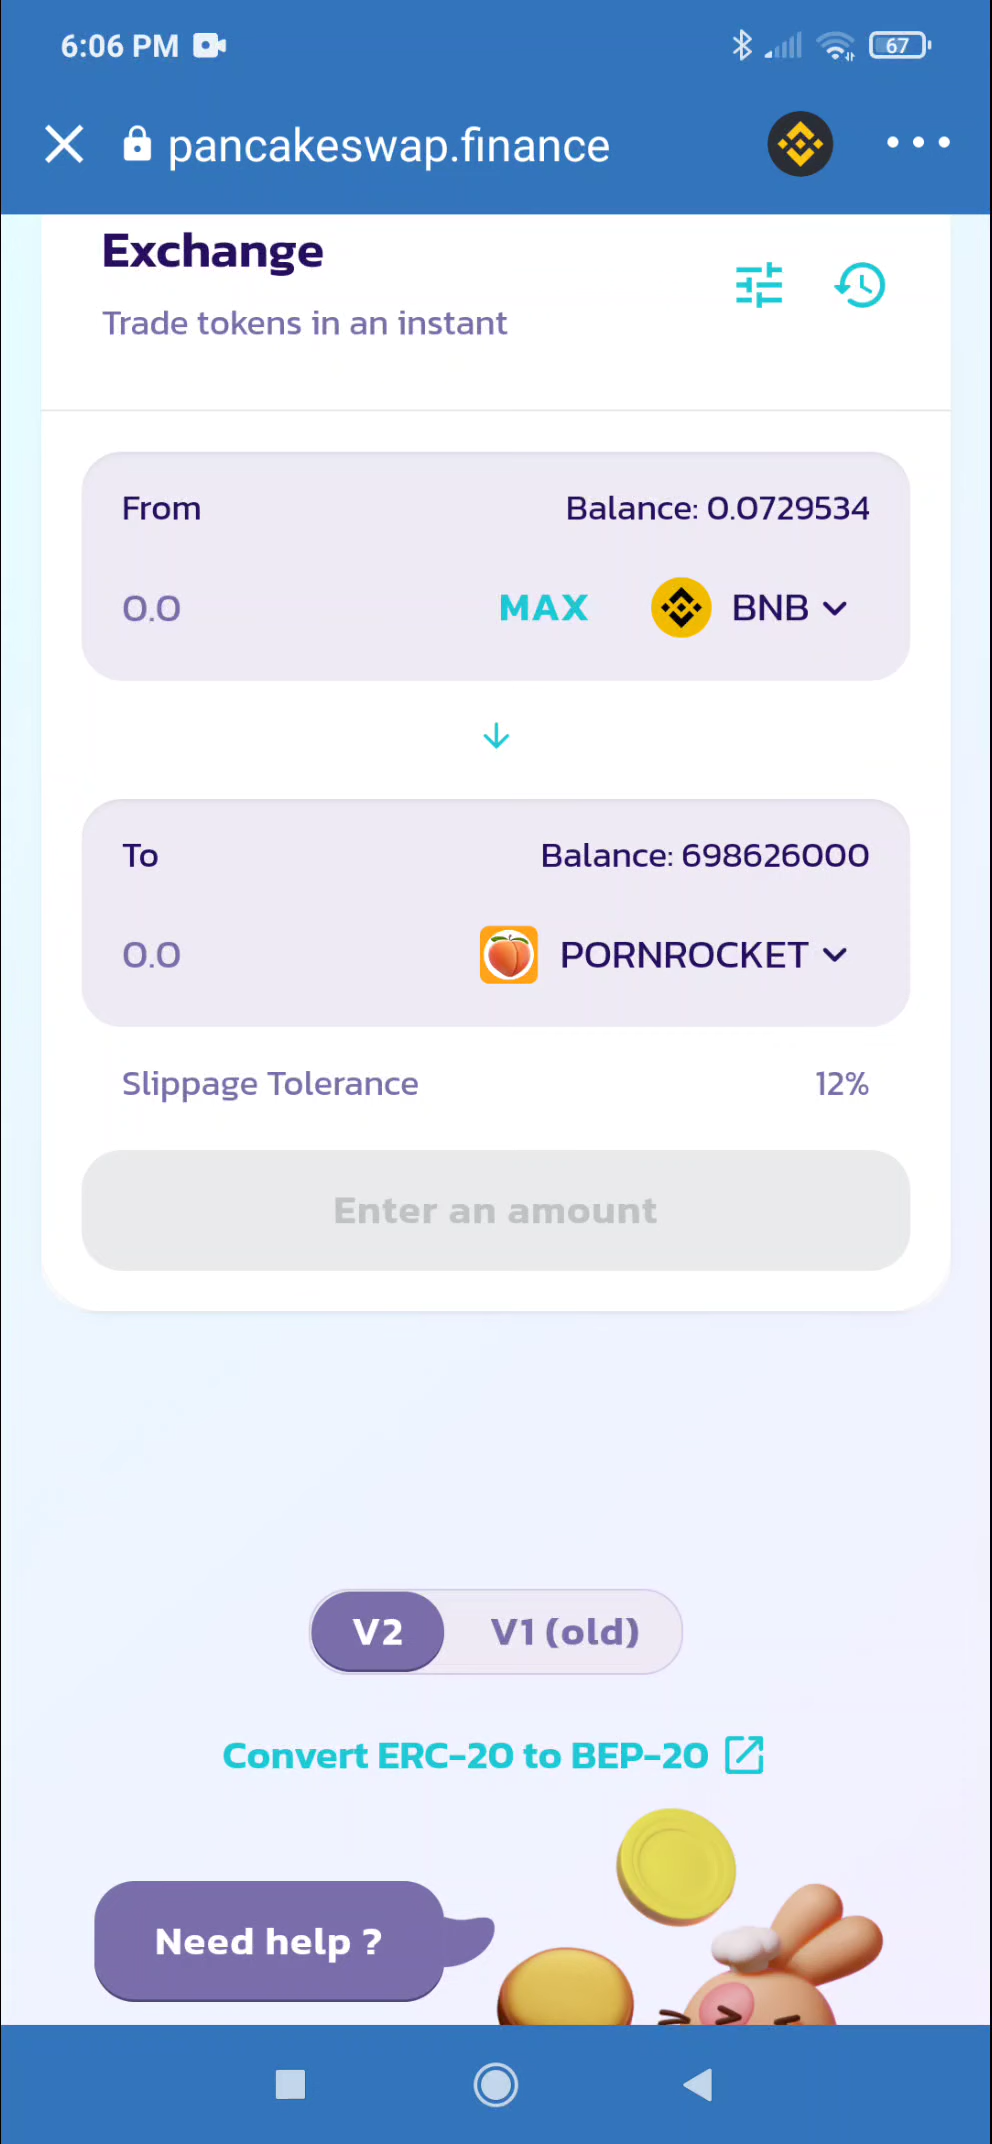 6:06 PM 67
pancakeswap.finance
Exchange
Trade tokens in an instant
From Balance: 0.0729534
0.0 MAX BNB
To Balance: 698626000
0.0 PORNROCKET
Slippage Tolerance 12%
Enter an amount
V2 V1 (old)
Convert ERC-20 to BEP-20
Need help ?